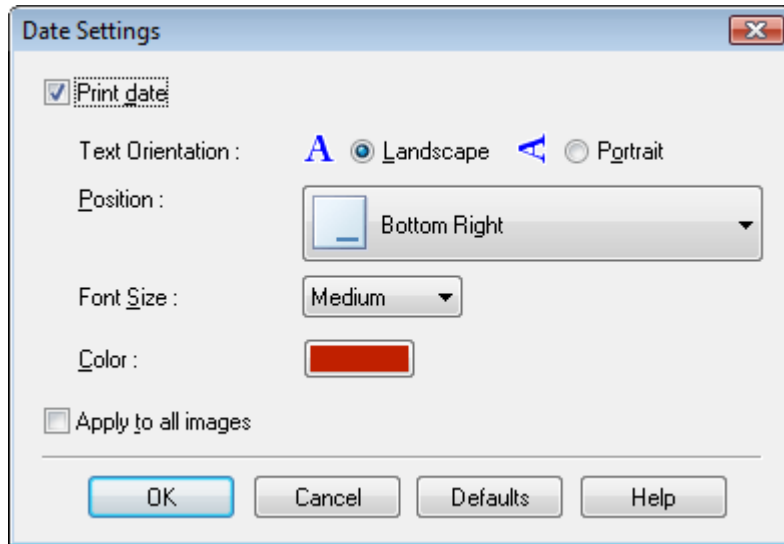 Date Settings
Print date
Text Orientation : A Landscape A Portrait
Position : Bottom Right
Font Size : Medium
Color :
Apply to all images
OK Cancel Defaults Help